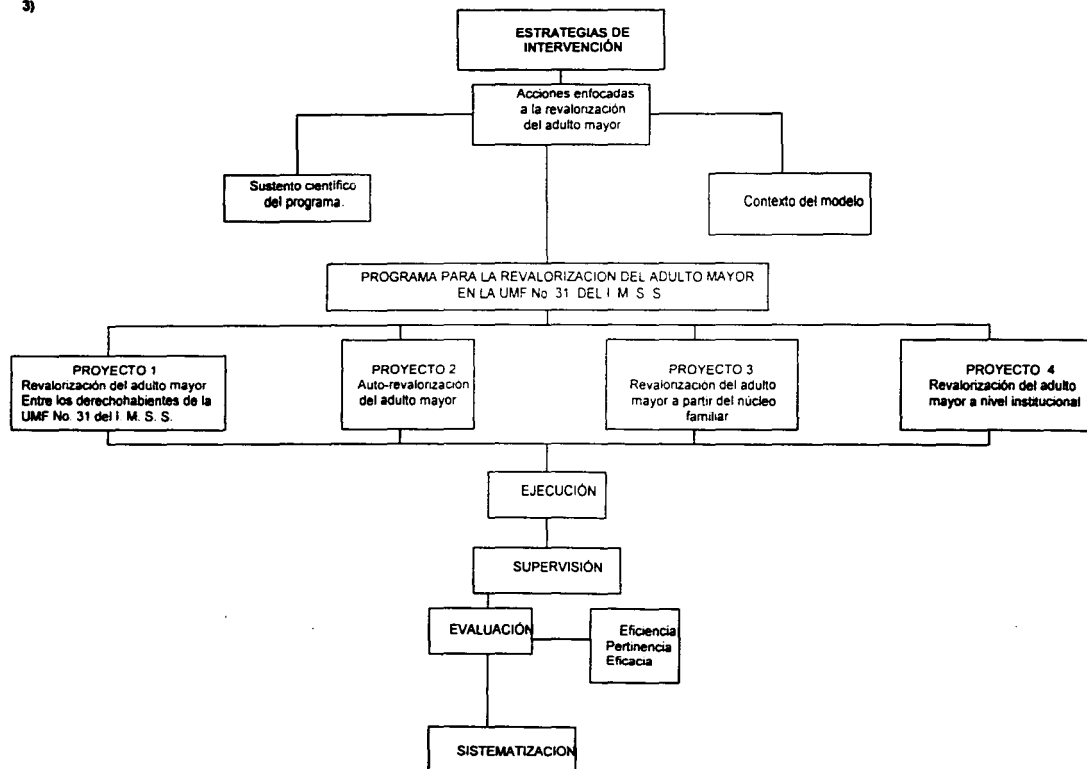 3)
ESTRATEGIAS DE
INTERVENCIÓN
Acciones enfocadas
a la revalorización
del adulto mayor
Sustento científico
del programa.
Contexto del modelo
PROGRAMA PARA LA REVALORIZACION DEL ADULTO MAYOR
EN LA UMF No 31 DEL I M S S
PROYECTO 1
Revalorización del adulto mayor
Entre los derechohabientes de la
UMF No. 31 del I. M. S. S.
PROYECTO 2
Auto-revalorización
del adulto mayor
PROYECTO 3
Revalorización del adulto
mayor a partir del núcleo
familiar
PROYECTO 4
Revalorización del adulto
mayor a nivel institucional
EJECUCIÓN
SUPERVISIÓN
EVALUACIÓN
Eficiencia
Pertinencia
Eficacia
SISTEMATIZACION